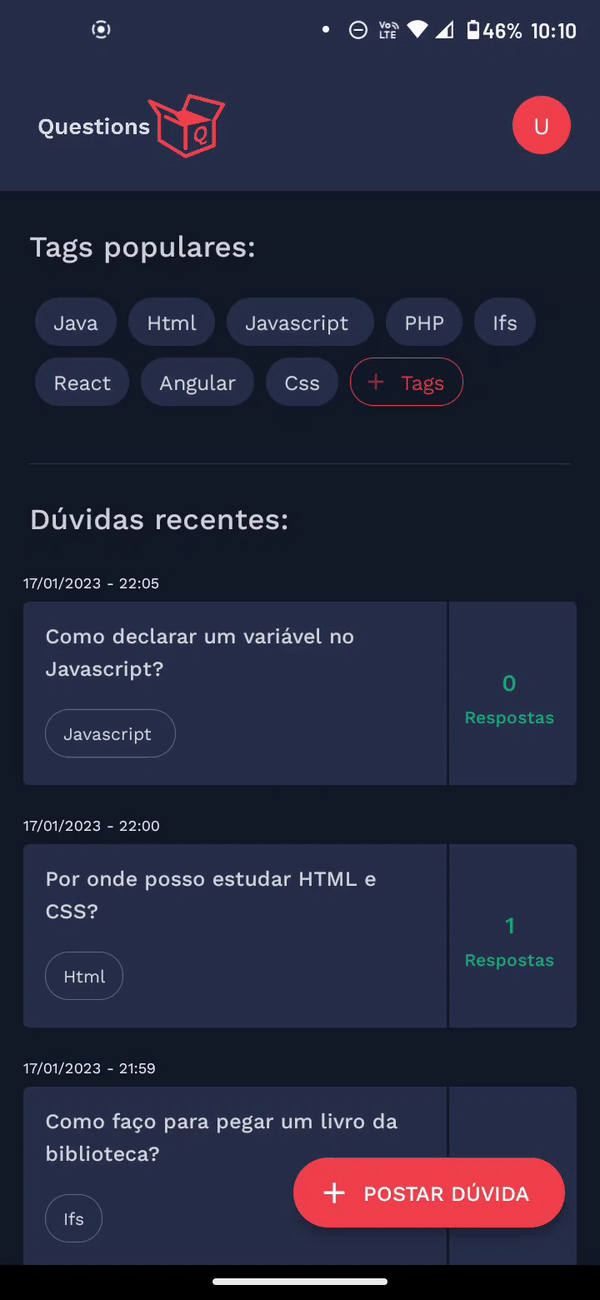 VoLTE 46% 10:10
Questions Q U
Tags populares:
Java Html Javascript PHP Ifs
React Angular Css + Tags
Dúvidas recentes:
17/01/2023 - 22:05
Como declarar um variável no
Javascript?
0
Respostas
Javascript
17/01/2023 - 22:00
Por onde posso estudar HTML e
CSS?
1
Respostas
Html
17/01/2023 - 21:59
Como faço para pegar um livro da
biblioteca?
+ POSTAR DÚVIDA
Ifs